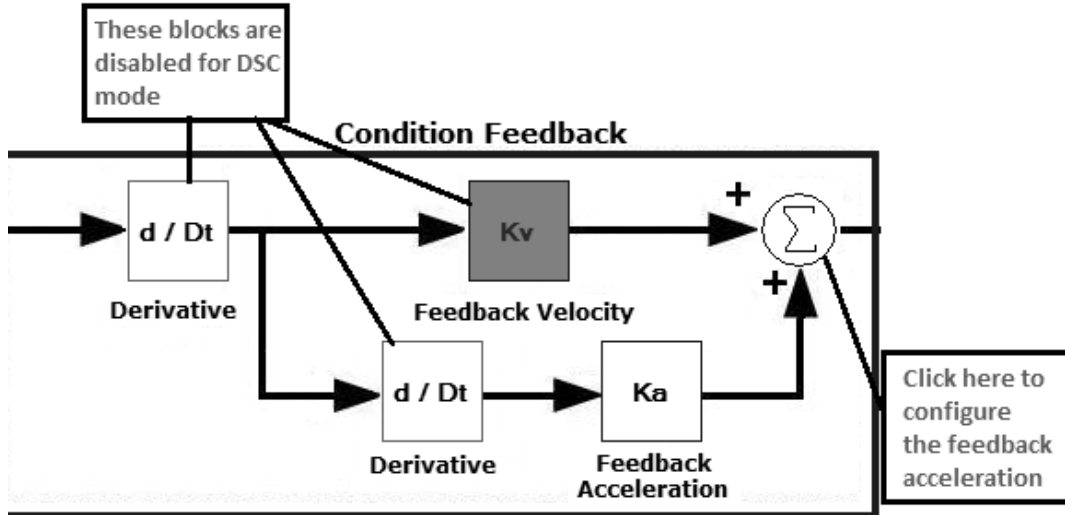 These blocks are
disabled for DSC
mode
Condition Feedback
+
d / Dt
Kv
Σ
Derivative
Feedback Velocity
+
d / Dt
Ka
Derivative
Feedback
Acceleration
Click here to
configure
the feedback
acceleration